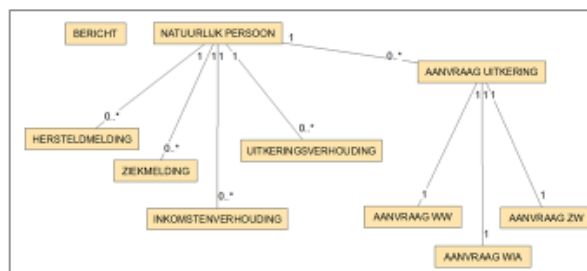 BERICHT
NATUURLIJK PERSOON
1 1 1 1 1
0..*
AANVRAAG UITKERING
1 1 1
0..*
HERSTELDMELDING
0..*
ZIEKMELDING
0..*
UITKERINGSVERHOUDING
0..*
INKOMSTENVERHOUDING
1
AANVRAAG WW
1
AANVRAAG ZW
1
AANVRAAG WIA